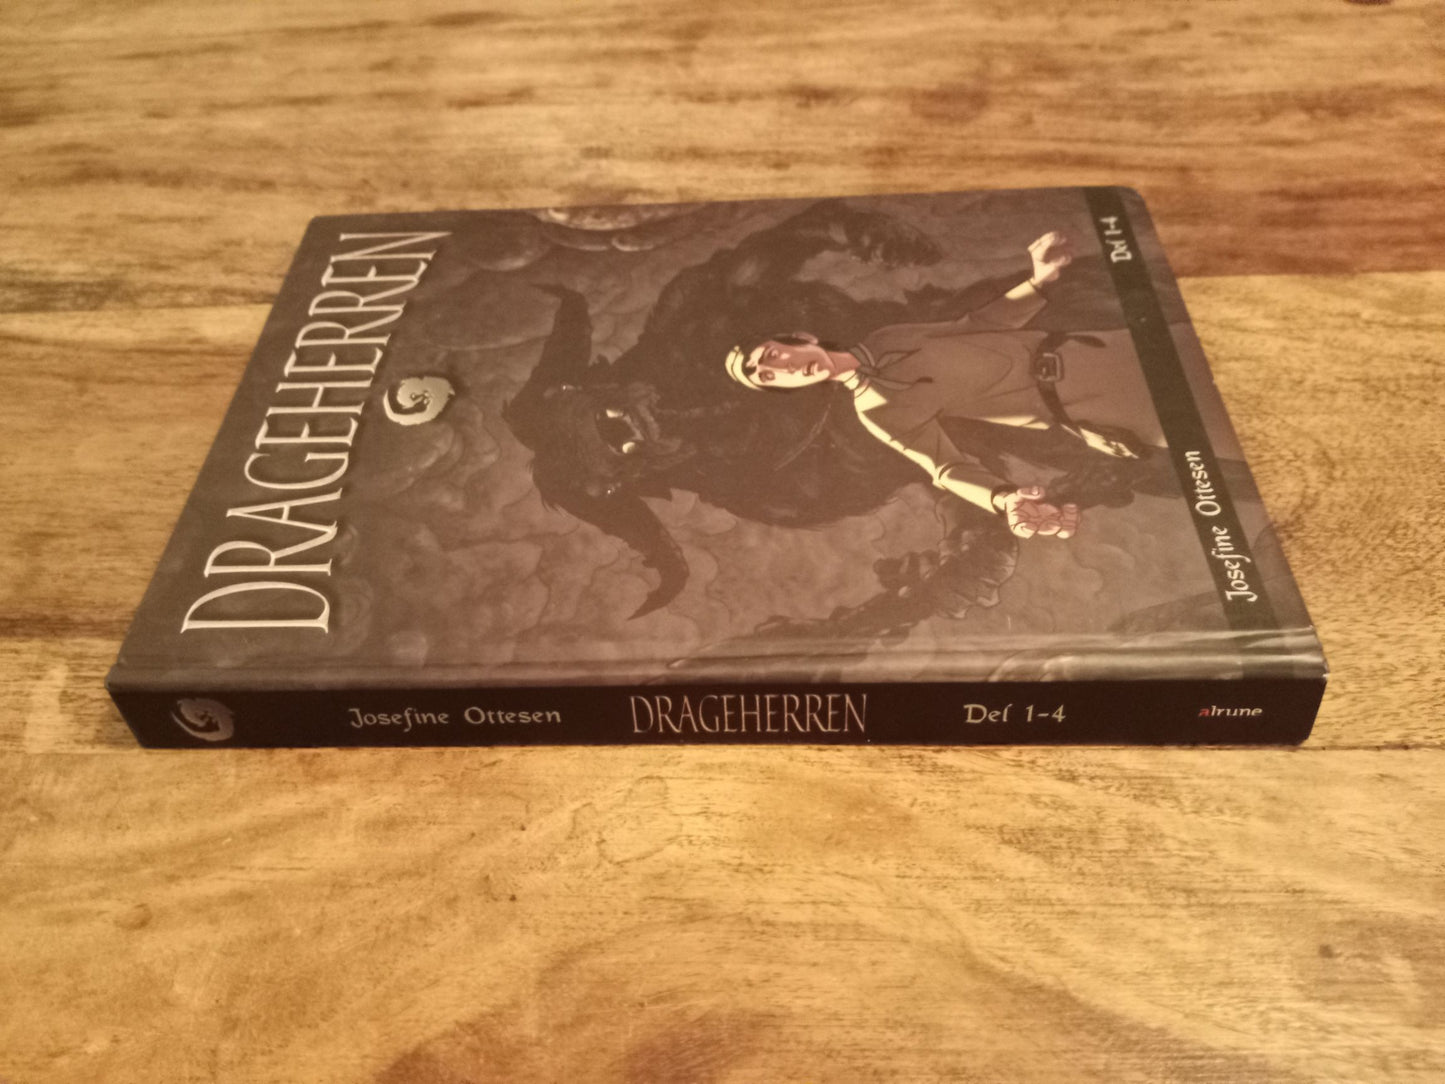 DRAGEHERREN
Del 1-4
Josefine Ottesen
Josefine Ottesen DRAGEHERREN Del 1-4 alrune